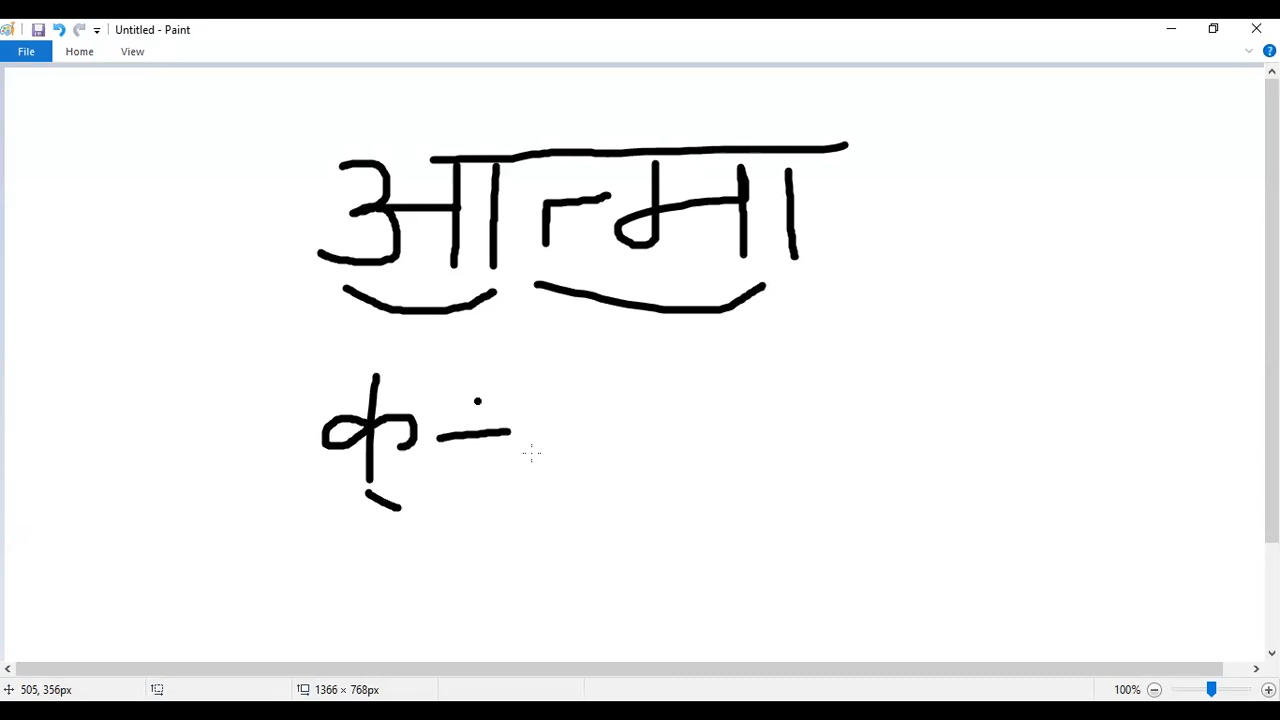 Untitled - Paint
File Home View
आत्मा
क् ∸
505, 356px 1366 × 768px 100%